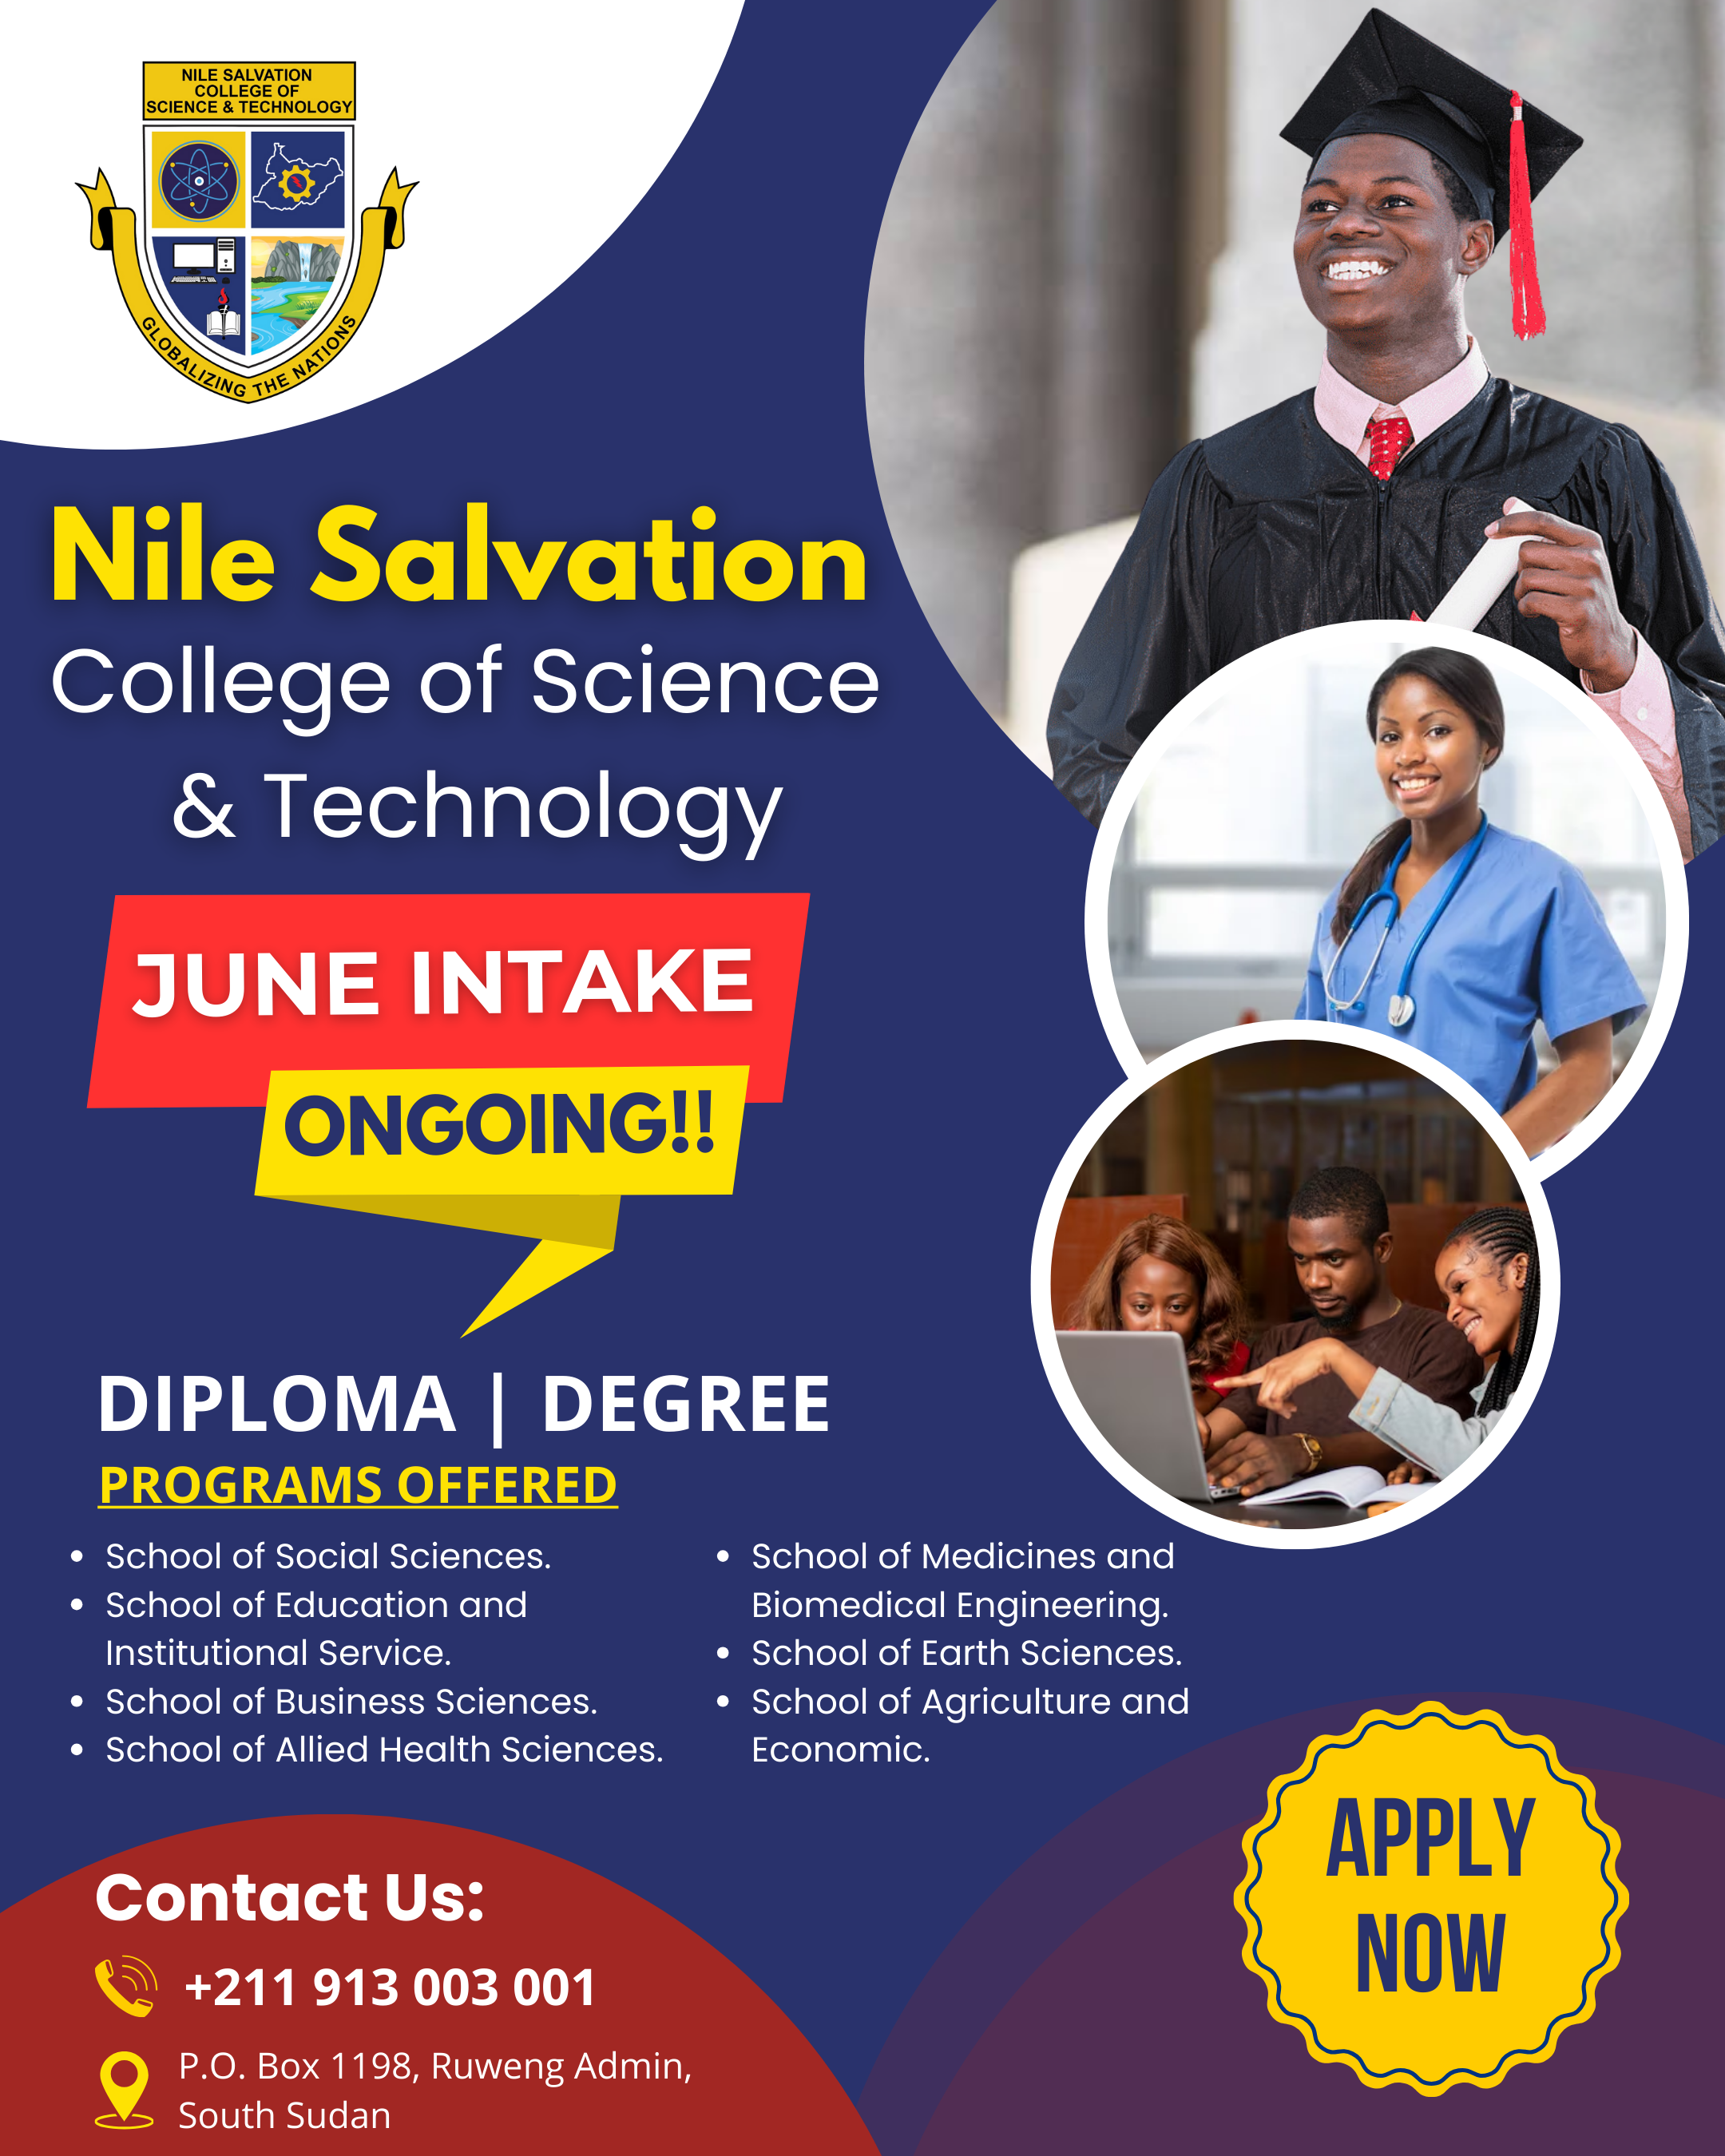 NILE SALVATION
COLLEGE OF
SCIENCE & TECHNOLOGY
GLOBALIZING THE NATIONS
Nile Salvation
College of Science
& Technology
JUNE INTAKE
ONGOING!!
DIPLOMA | DEGREE
PROGRAMS OFFERED
• School of Social Sciences.
• School of Education and
Institutional Service.
• School of Business Sciences.
• School of Allied Health Sciences.
• School of Medicines and
Biomedical Engineering.
• School of Earth Sciences.
• School of Agriculture and
Economic.
APPLY
NOW
Contact Us:
+211 913 003 001
P.O. Box 1198, Ruweng Admin,
South Sudan